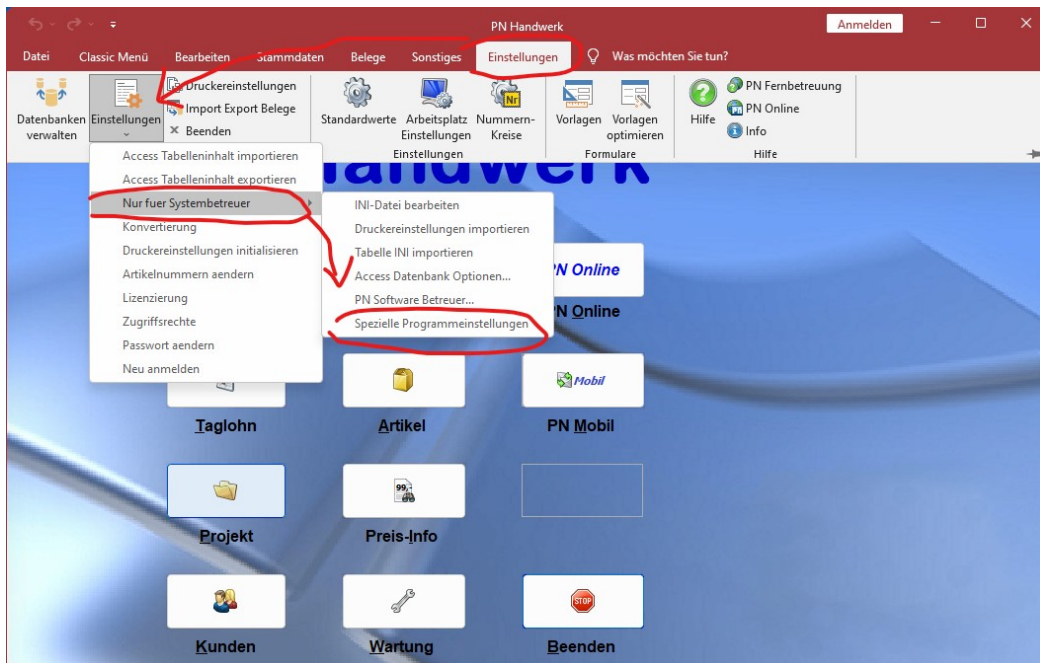 PN Handwerk
Anmelden
Datei Classic Menü Bearbeiten Stammdaten Belege Sonstiges Einstellungen Was möchten Sie tun?
Datenbanken verwalten
Einstellungen
Druckereinstellungen
Import Export Belege
Beenden
Standardwerte
Arbeitsplatz Einstellungen
Nummern-Kreise
Einstellungen
Vorlagen
Vorlagen optimieren
Formulare
Hilfe
PN Fernbetreuung
PN Online
Info
Hilfe
Handwerk
Access Tabelleninhalt importieren
Access Tabelleninhalt exportieren
Nur fuer Systembetreuer
Konvertierung
Druckereinstellungen initialisieren
Artikelnummern aendern
Lizenzierung
Zugriffsrechte
Passwort aendern
Neu anmelden
INI-Datei bearbeiten
Druckereinstellungen importieren
Tabelle INI importieren
Access Datenbank Optionen...
PN Software Betreuer...
Spezielle Programmeinstellungen
PN Online
PN Online
Mobil
Taglohn
Artikel
PN Mobil
99,-
Projekt
Preis-Info
STOP
Kunden
Wartung
Beenden